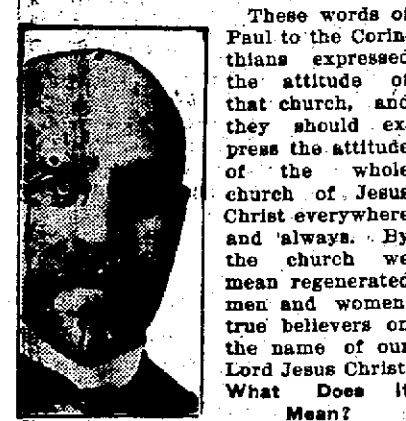 These words of
Paul to the Corin-
thians expressed
the attitude of
that church, and
they should ex-
press the attitude
of the whole
church of Jesus
Christ everywhere
and always. By
the church we
mean regenerated
men and women,
true believers on
the name of our
Lord Jesus Christ.
What Does It
Mean?